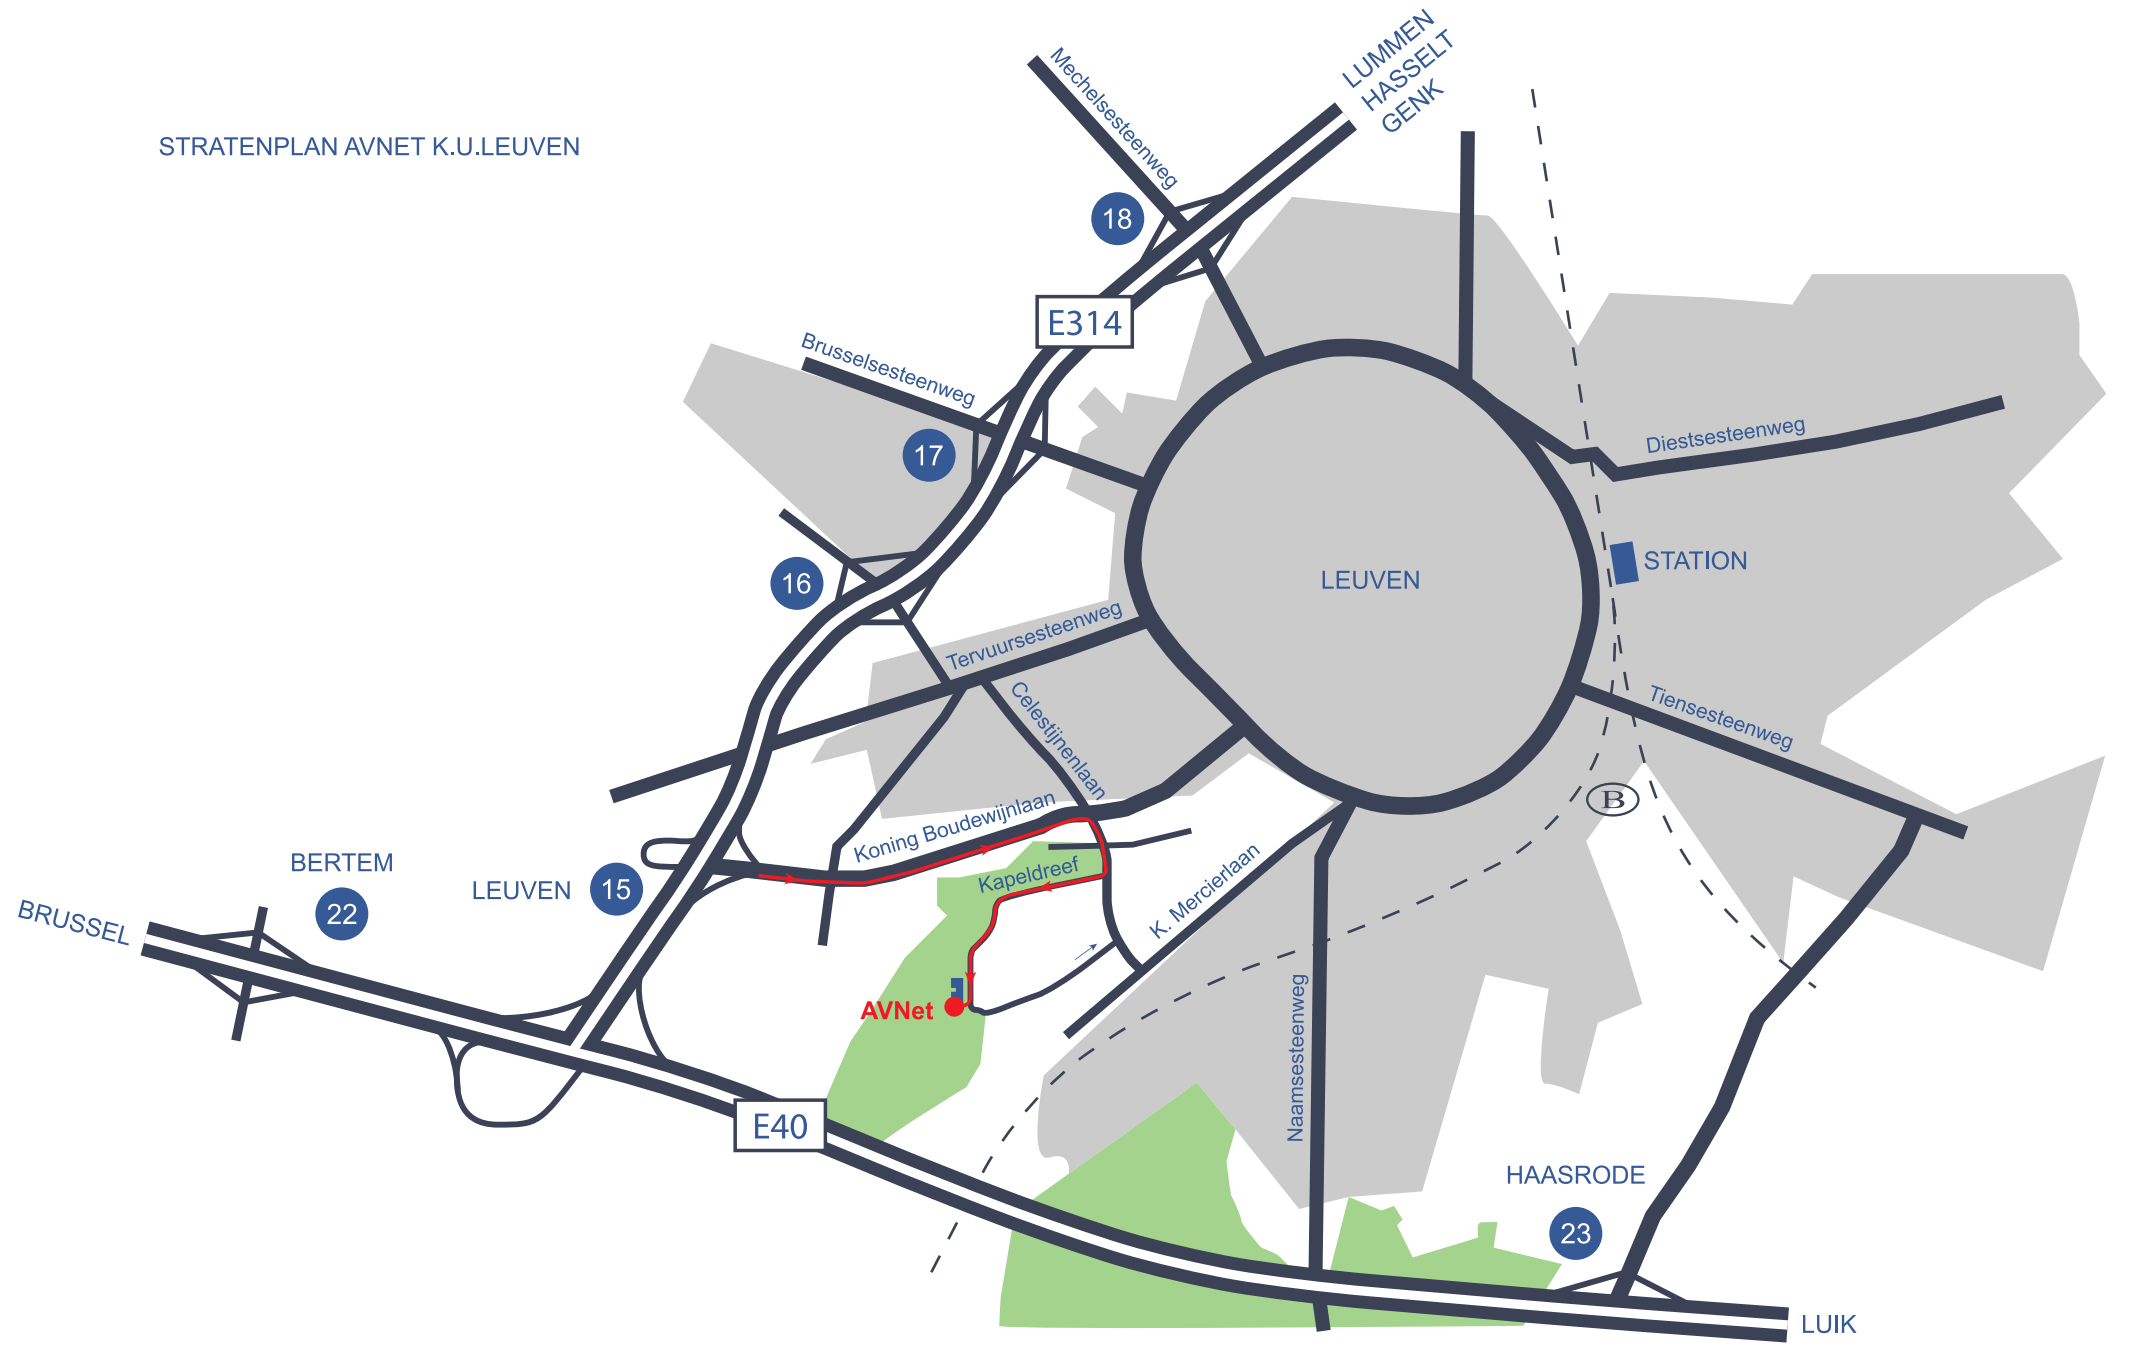 LUMMEN
HASSELT
GENK
Mechelsesteenweg
STRATENPLAN AVNET K.U.LEUVEN
18
E314
Brusselsesteenweg
17
Diestsesteenweg
16
LEUVEN
STATION
Tervuursesteenweg
Celestijnenlaan
Tiensesteenweg
B
Koning Boudewijnlaan
BERTEM
22
LEUVEN
15
Kapeldreef
K. Mercierlaan
BRUSSEL
AVNet
Naamsesteenweg
E40
HAASRODE
23
LUIK